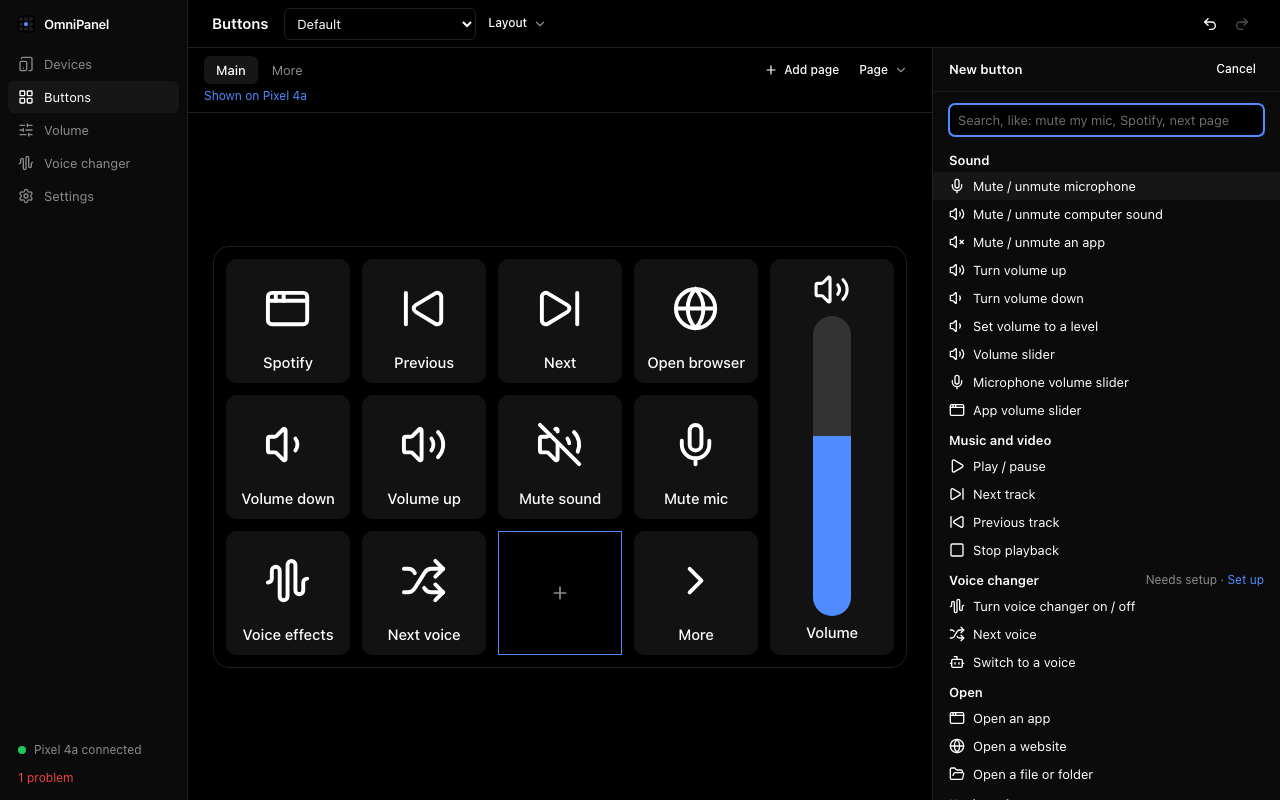 OmniPanel
Devices
Buttons
Volume
Voice changer
Settings
Pixel 4a connected
1 problem
Buttons
Default
Layout
Main
More
Add page
Page
Shown on Pixel 4a
Spotify
Previous
Next
Open browser
Volume down
Volume up
Mute sound
Mute mic
Voice effects
Next voice
More
Volume
New button
Cancel
Search, like: mute my mic, Spotify, next page
Sound
Mute / unmute microphone
Mute / unmute computer sound
Mute / unmute an app
Turn volume up
Turn volume down
Set volume to a level
Volume slider
Microphone volume slider
App volume slider
Music and video
Play / pause
Next track
Previous track
Stop playback
Voice changer
Needs setup · Set up
Turn voice changer on / off
Next voice
Switch to a voice
Open
Open an app
Open a website
Open a file or folder